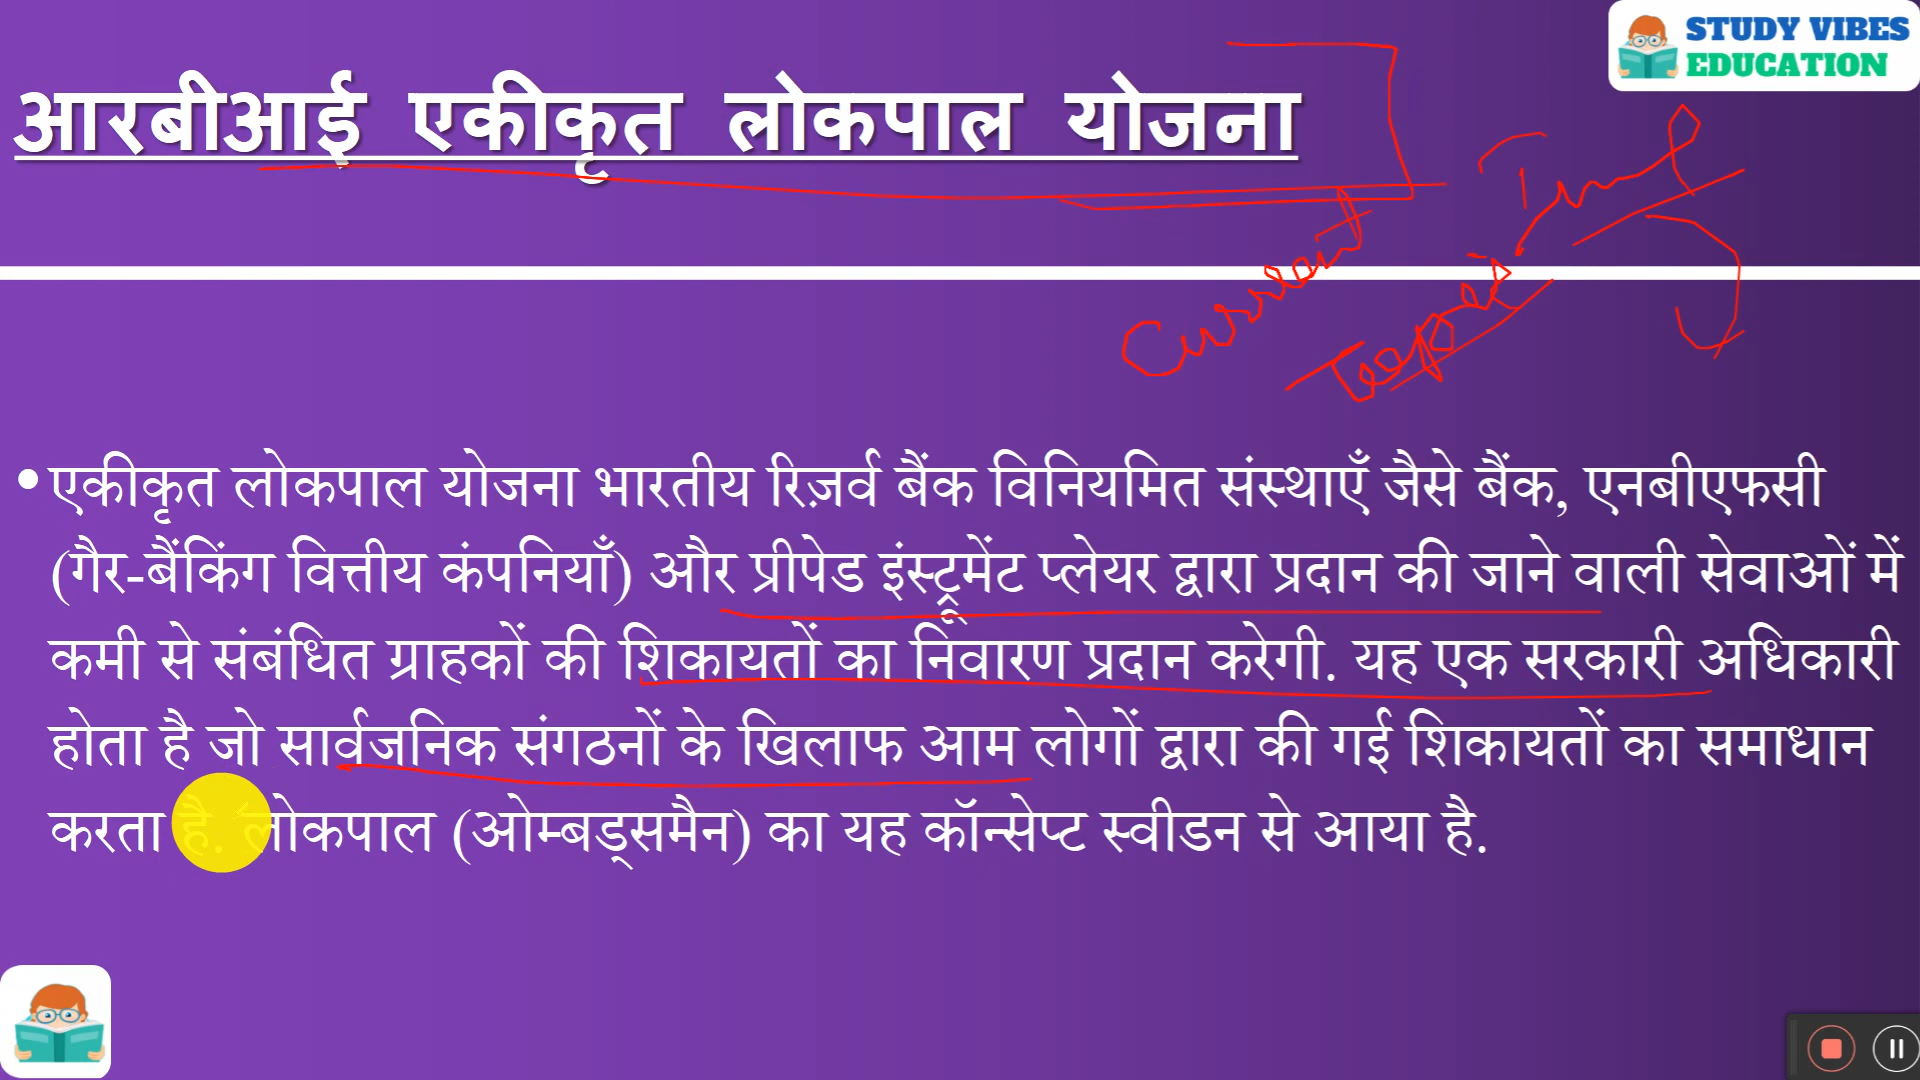 STUDY VIBES
EDUCATION
आरबीआई एकीकृत लोकपाल योजना
Current
• एकीकृत लोकपाल योजना भारतीय रिज़र्व बैंक विनियमित संस्थाएँ जैसे बैंक, एनबीएफसी
(गैर-बैंकिंग वित्तीय कंपनियाँ) और प्रीपेड इंस्ट्रूमेंट प्लेयर द्वारा प्रदान की जाने वाली सेवाओं में
कमी से संबंधित ग्राहकों की शिकायतों का निवारण प्रदान करेगी. यह एक सरकारी अधिकारी
होता है जो सार्वजनिक संगठनों के खिलाफ आम लोगों द्वारा की गई शिकायतों का समाधान
करता है. लोकपाल (ओम्बड्समैन) का यह कॉन्सेप्ट स्वीडन से आया है.